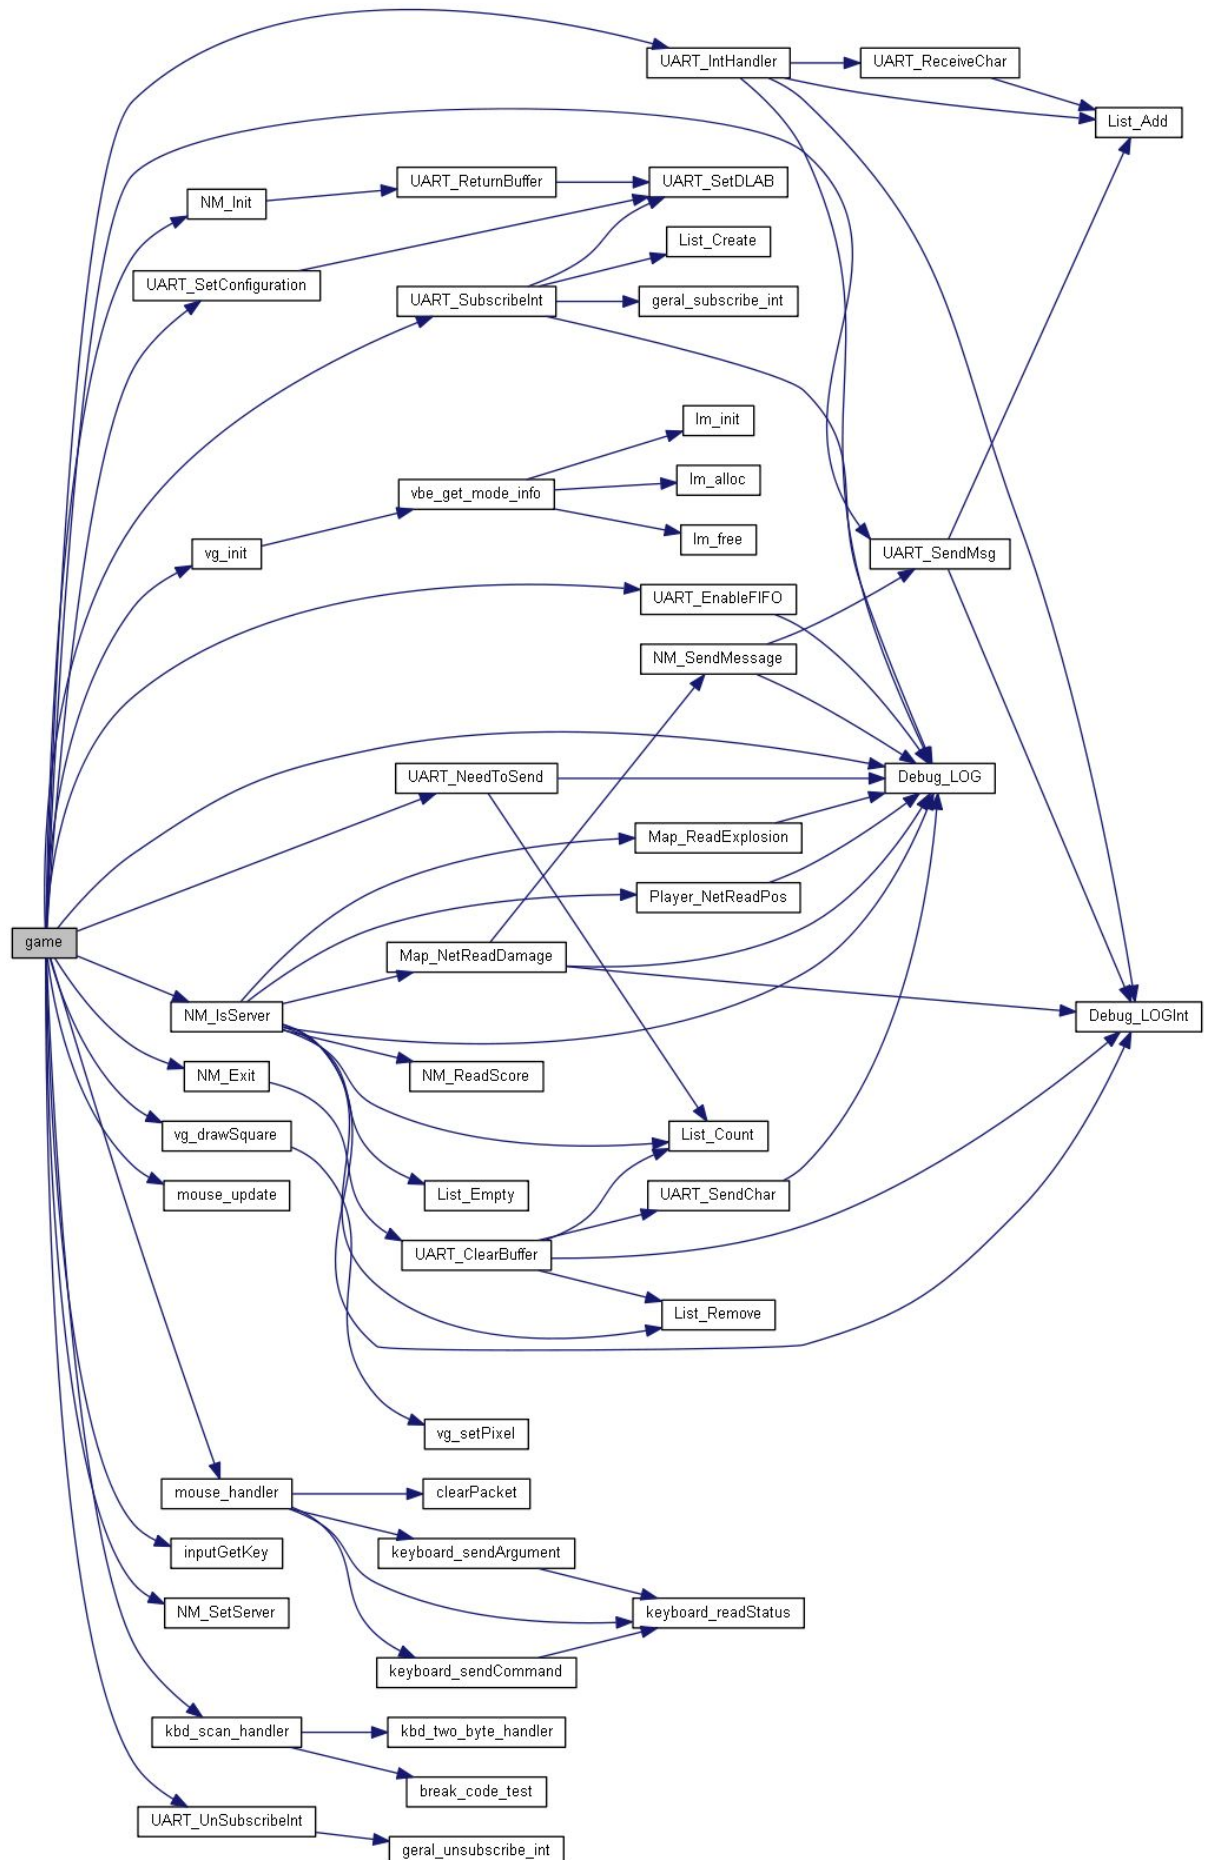 UART_IntHandler
UART_ReceiveChar
List_Add
UART_ReturnBuffer
UART_SetDLAB
NM_Init
List_Create
UART_SetConfiguration
UART_SubscribeInt
geral_subscribe_int
lm_init
vbe_get_mode_info
lm_alloc
lm_free
vg_init
UART_SendMsg
UART_EnableFIFO
NM_SendMessage
UART_NeedToSend
Debug_LOG
Map_ReadExplosion
Player_NetReadPos
game
Map_NetReadDamage
NM_IsServer
Debug_LOGInt
NM_Exit
NM_ReadScore
vg_drawSquare
List_Count
mouse_update
List_Empty
UART_SendChar
UART_ClearBuffer
List_Remove
vg_setPixel
mouse_handler
clearPacket
inputGetKey
keyboard_sendArgument
NM_SetServer
keyboard_readStatus
keyboard_sendCommand
kbd_scan_handler
kbd_two_byte_handler
break_code_test
UART_UnSubscribeInt
geral_unsubscribe_int